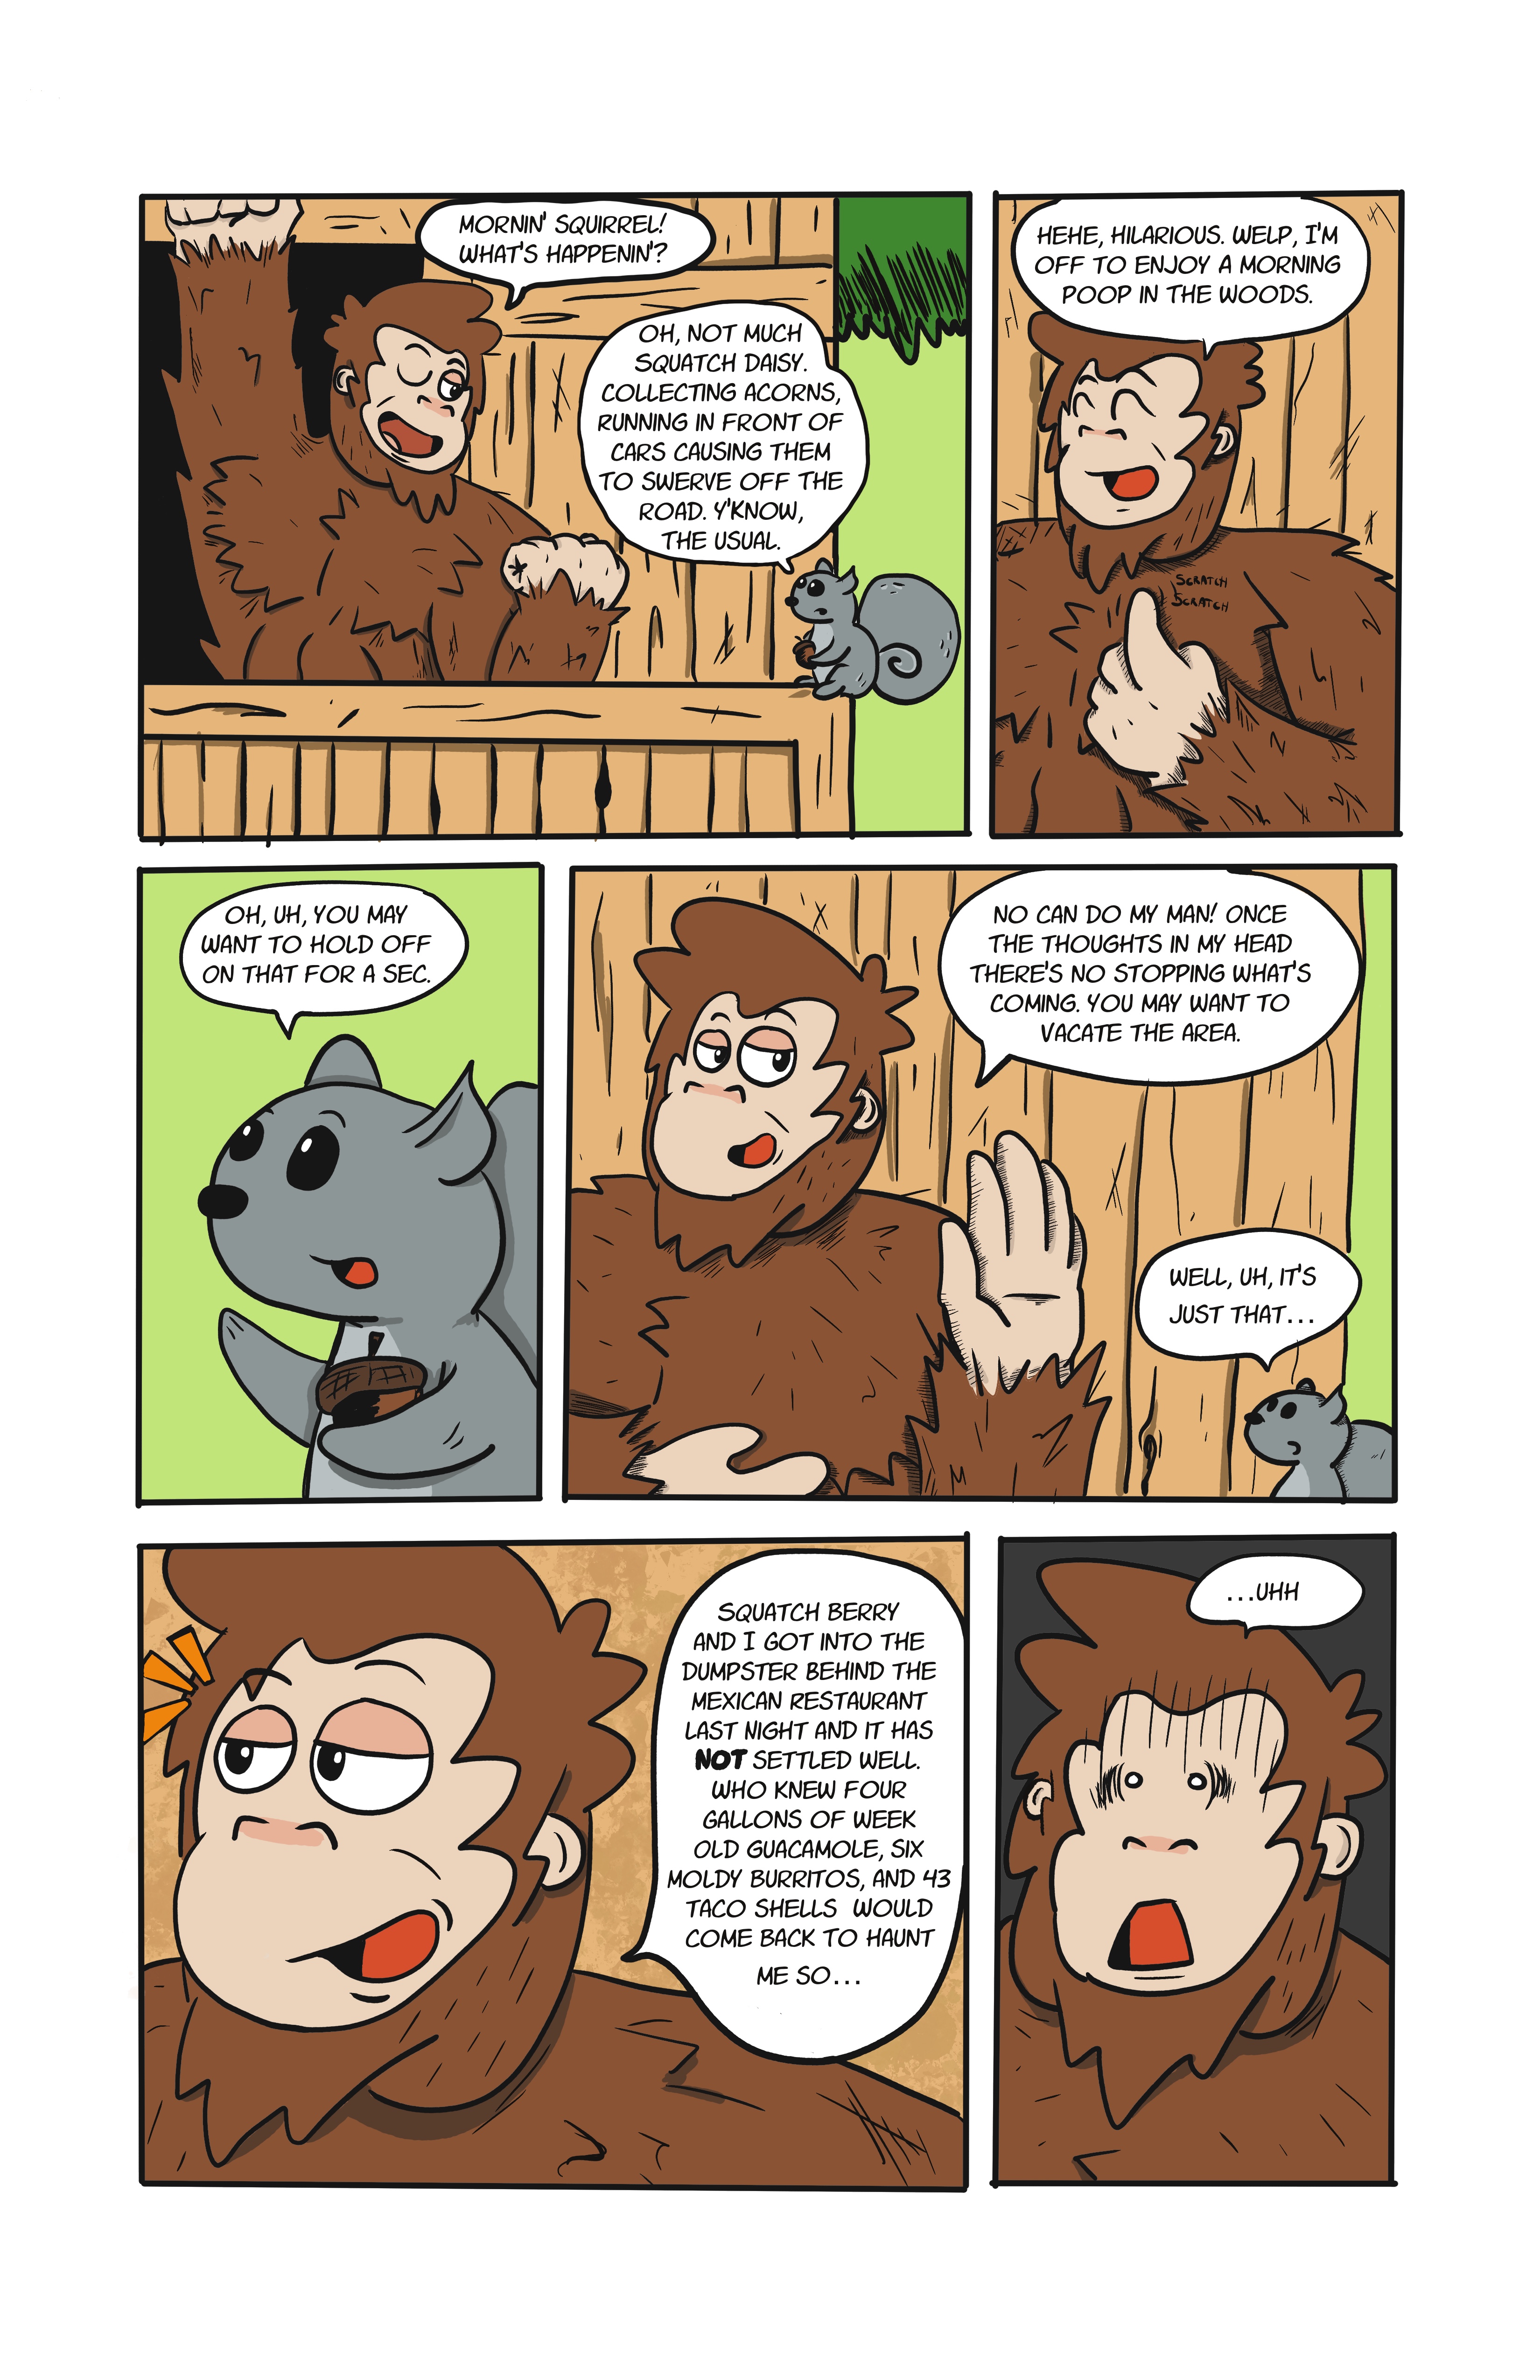 MORNIN' SQUIRREL!
WHAT'S HAPPENIN'?
OH, NOT MUCH
SQUATCH DAISY.
COLLECTING ACORNS,
RUNNING IN FRONT OF
CARS CAUSING THEM
TO SWERVE OFF THE
ROAD. Y'KNOW,
THE USUAL.
HEHE, HILARIOUS. WELP, I'M
OFF TO ENJOY A MORNING
POOP IN THE WOODS.
SCRATCH
SCRATCH
OH, UH, YOU MAY
WANT TO HOLD OFF
ON THAT FOR A SEC.
NO CAN DO MY MAN! ONCE
THE THOUGHTS IN MY HEAD
THERE'S NO STOPPING WHAT'S
COMING. YOU MAY WANT TO
VACATE THE AREA.
WELL, UH, IT'S
JUST THAT...
SQUATCH BERRY
AND I GOT INTO THE
DUMPSTER BEHIND THE
MEXICAN RESTAURANT
LAST NIGHT AND IT HAS
NOT SETTLED WELL.
WHO KNEW FOUR
GALLONS OF WEEK
OLD GUACAMOLE, SIX
MOLDY BURRITOS, AND 43
TACO SHELLS WOULD
COME BACK TO HAUNT
ME SO...
...UHH